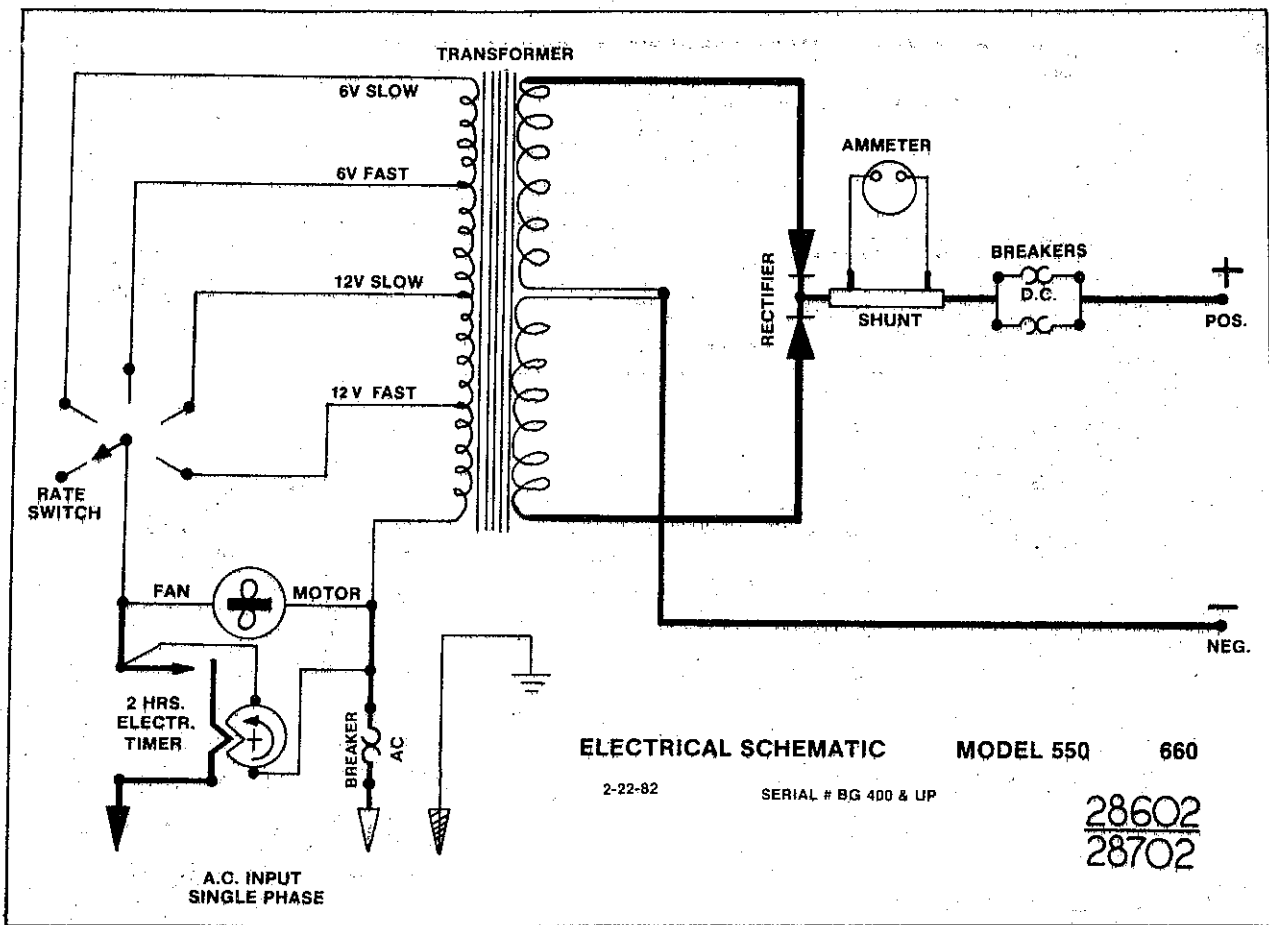 TRANSFORMER
6V SLOW
6V FAST
12V SLOW
12 V FAST
RATE
SWITCH
FAN
MOTOR
2 HRS.
ELECTR.
TIMER
BREAKER
AC
A.C. INPUT
SINGLE PHASE
RECTIFIER
AMMETER
SHUNT
BREAKERS
D.C.
+
POS.
−
NEG.
ELECTRICAL SCHEMATIC MODEL 550 660
2-22-82 SERIAL # BG 400 & UP
28602
28702